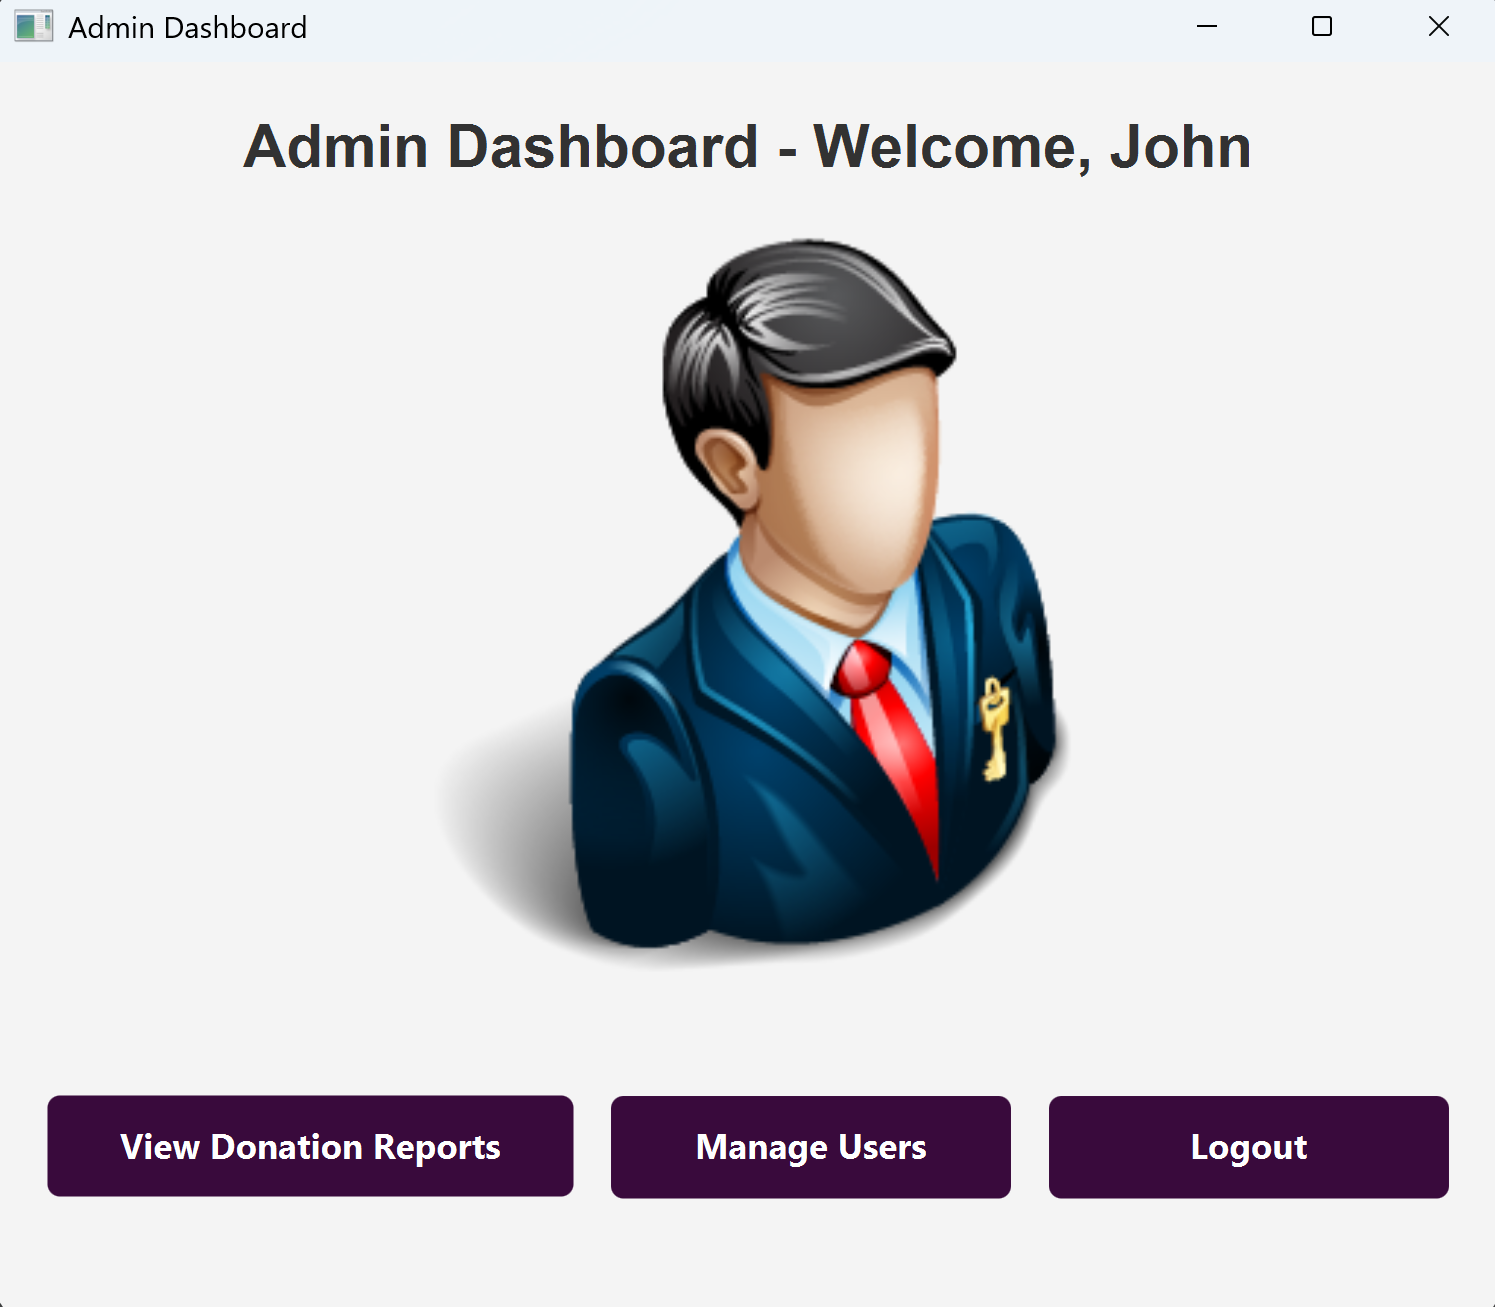 Admin Dashboard
Admin Dashboard - Welcome, John
View Donation Reports
Manage Users
Logout